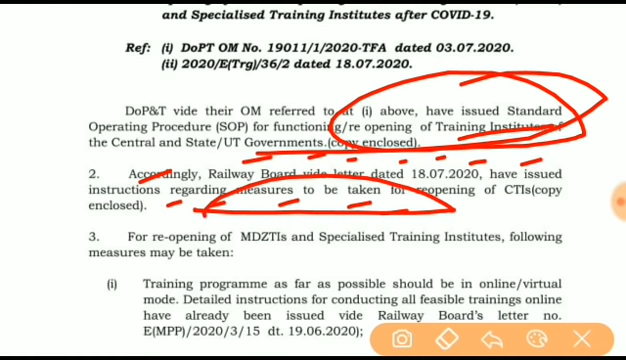 and Specialised Training Institutes after COVID-19.
Ref: (i) DoPT OM No. 19011/1/2020-TFA dated 03.07.2020.
(ii) 2020/E(Trg)/36/2 dated 18.07.2020.
DoP&T vide their OM referred to at (i) above, have issued Standard
Operating Procedure (SOP) for functioning/re opening of Training Institutes of
the Central and State/UT Governments.(copy enclosed).
2. Accordingly, Railway Board vide letter dated 18.07.2020, have issued
instructions regarding measures to be taken for reopening of CTIs(copy
enclosed).
3. For re-opening of MDZTIs and Specialised Training Institutes, following
measures may be taken:
(i) Training programme as far as possible should be in online/virtual
mode. Detailed instructions for conducting all feasible trainings online
have already been issued vide Railway Board's letter no.
E(MPP)/2020/3/15 dt. 19.06.2020);